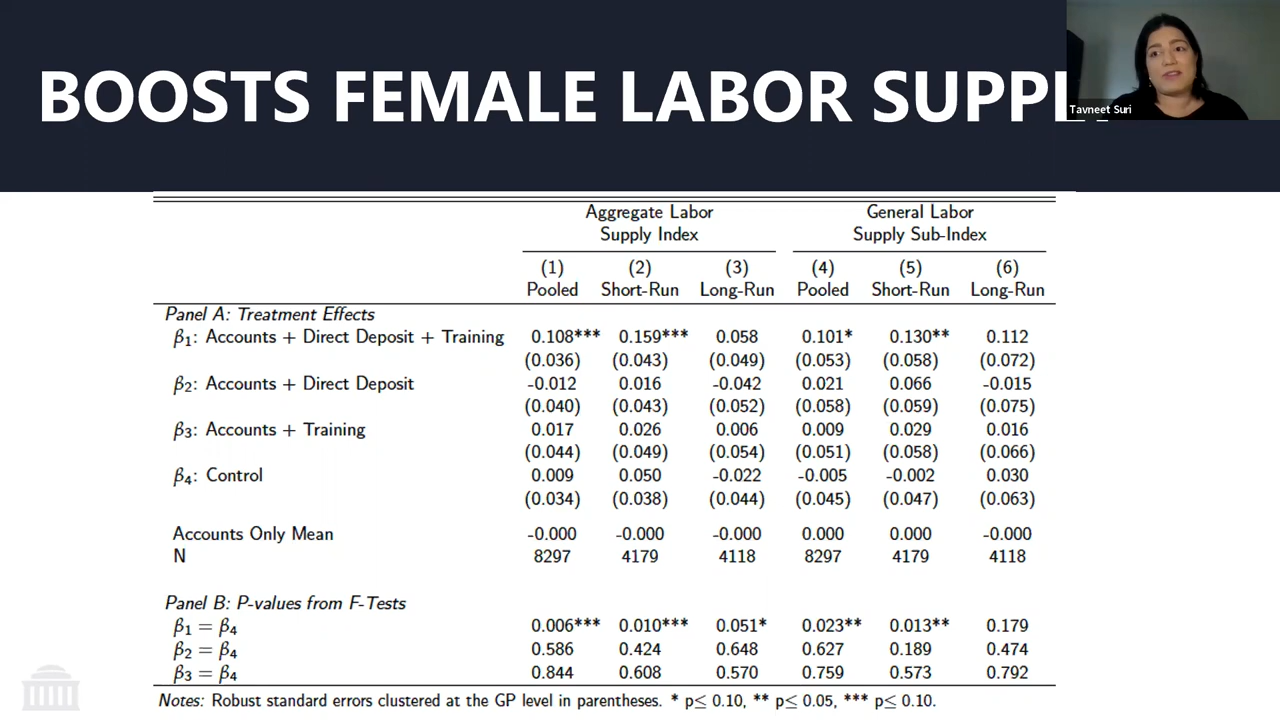 BOOSTS FEMALE LABOR SUPPLY
Tavneet Suri
Aggregate Labor General Labor
Supply Index Supply Sub-Index
(1) (2) (3) (4) (5) (6)
Pooled Short-Run Long-Run Pooled Short-Run Long-Run
Panel A: Treatment Effects
β1: Accounts + Direct Deposit + Training 0.108*** 0.159*** 0.058 0.101* 0.130** 0.112
(0.036) (0.043) (0.049) (0.053) (0.058) (0.072)
β2: Accounts + Direct Deposit -0.012 0.016 -0.042 0.021 0.066 -0.015
(0.040) (0.043) (0.052) (0.058) (0.059) (0.075)
β3: Accounts + Training 0.017 0.026 0.006 0.009 0.029 0.016
(0.044) (0.049) (0.054) (0.051) (0.058) (0.066)
β4: Control 0.009 0.050 -0.022 -0.005 -0.002 0.030
(0.034) (0.038) (0.044) (0.045) (0.047) (0.063)
Accounts Only Mean -0.000 -0.000 -0.000 0.000 0.000 -0.000
N 8297 4179 4118 8297 4179 4118
Panel B: P-values from F-Tests
β1 = β4 0.006*** 0.010*** 0.051* 0.023** 0.013** 0.179
β2 = β4 0.586 0.424 0.648 0.627 0.189 0.474
β3 = β4 0.844 0.608 0.570 0.759 0.573 0.792
Notes: Robust standard errors clustered at the GP level in parentheses. * p≤ 0.10, ** p≤ 0.05, *** p≤ 0.10.